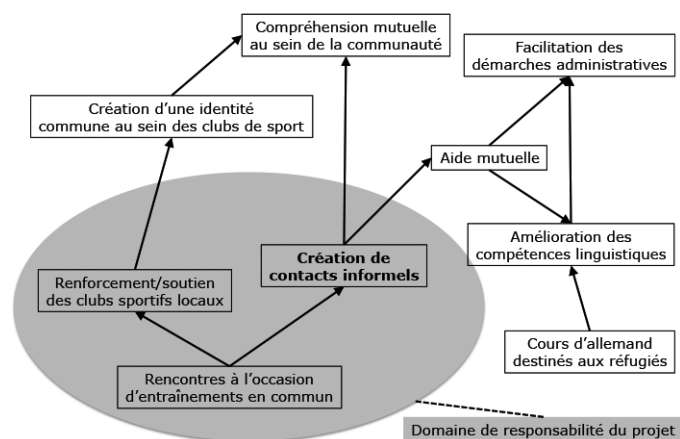 Compréhension mutuelle
au sein de la communauté
Facilitation des
démarches administratives
Création d’une identité
commune au sein des clubs de sport
Aide mutuelle
Création de
contacts informels
Amélioration des
compétences linguistiques
Renforcement/soutien
des clubs sportifs locaux
Cours d’allemand
destinés aux réfugiés
Rencontres à l’occasion
d’entraînements en commun
Domaine de responsabilité du projet